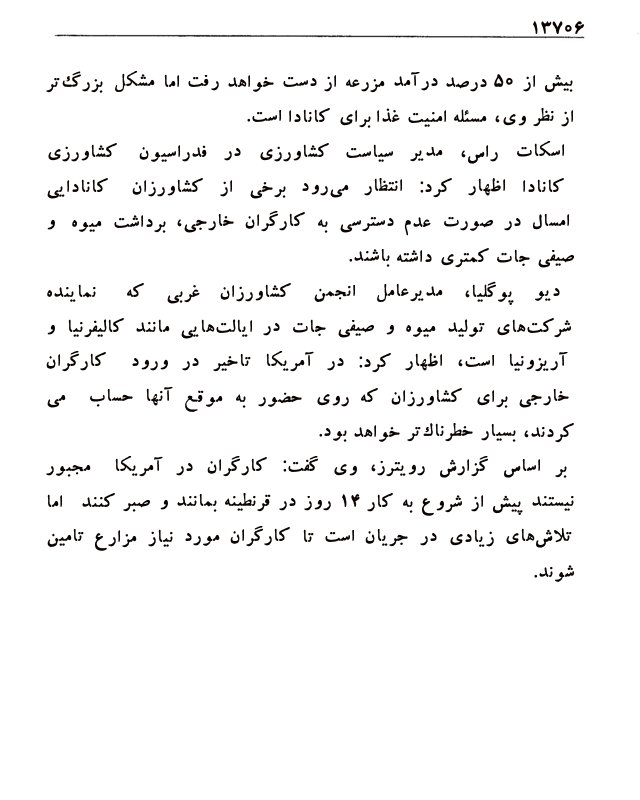 ۱۳۷۰۶
بیش از ۵۰ درصد درآمد مزرعه از دست خواهد رفت اما مشکل بزرگ‌تر
از نظر وی، مسئله امنیت غذا برای کانادا است.
اسکات راس، مدیر سیاست کشاورزی در فدراسیون کشاورزی
کانادا اظهار کرد: انتظار می‌رود برخی از کشاورزان کانادایی
امسال در صورت عدم دسترسی به کارگران خارجی، برداشت میوه و
صیفی جات کمتری داشته باشند.
دیو پوگلیا، مدیرعامل انجمن کشاورزان غربی که نماینده
شرکت‌های تولید میوه و صیفی جات در ایالت‌هایی مانند کالیفرنیا و
آریزونیا است، اظهار کرد: در آمریکا تاخیر در ورود کارگران
خارجی برای کشاورزان که روی حضور به موقع آنها حساب می
کردند، بسیار خطرناک‌تر خواهد بود.
بر اساس گزارش رویترز، وی گفت: کارگران در آمریکا مجبور
نیستند پیش از شروع به کار ۱۴ روز در قرنطینه بمانند و صبر کنند اما
تلاش‌های زیادی در جریان است تا کارگران مورد نیاز مزارع تامین
شوند.